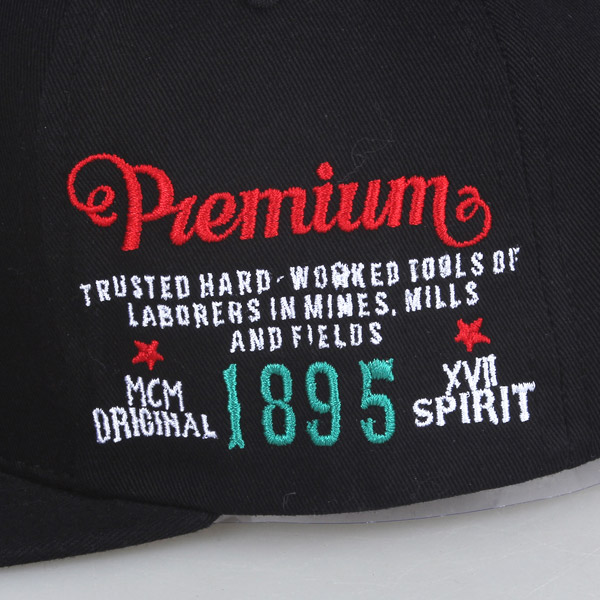 Premium
TRUSTED HARD-WORKED TOOLS OF
LABORERS IN MINES, MILLS
AND FIELDS
MCM
ORIGINAL
1895
XVII
SPIRIT